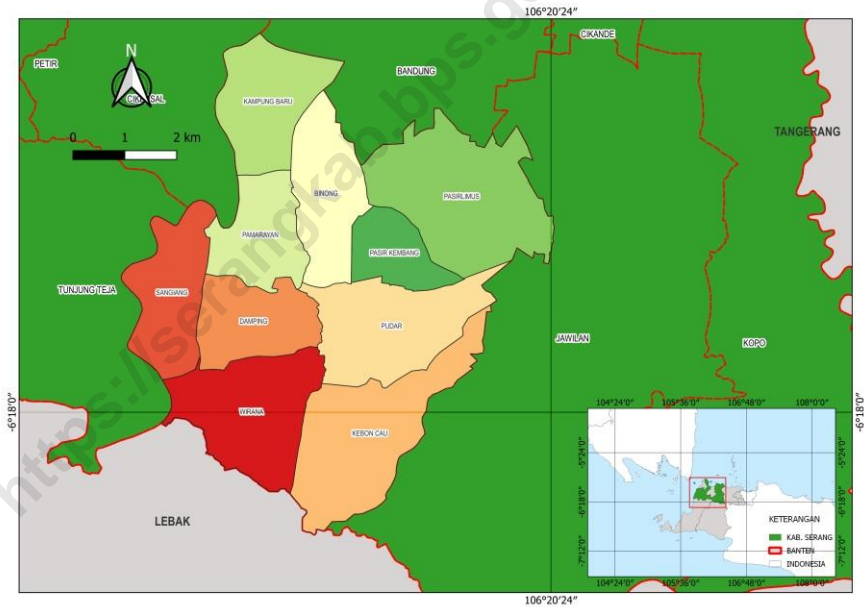 106°20'24"
CIKANDE
PETIR
BANDUNG
N
CIKEUSAL
KAMPUNG BARU
TANGERANG
0 1 2 km
BINONG
PASIRLIMUS
PAMARAYAN
PASIR KEMBANG
TUNJUNG TEJA
SANGIANG
DAMPING
PUDAR
JAWILAN
KOPO
-6°18'0"
-6°18'0"
WIRANA
KEBON CAU
LEBAK
104°24'0" 105°36'0" 106°48'0" 108°0'0"
-5°24'0" -5°24'0"
-6°18'0" -6°18'0"
-7°12'0" -7°12'0"
KETERANGAN
KAB. SERANG
BANTEN
INDONESIA
104°24'0" 105°36'0" 106°48'0" 108°0'0"
106°20'24"
https://serangkab.bps.go